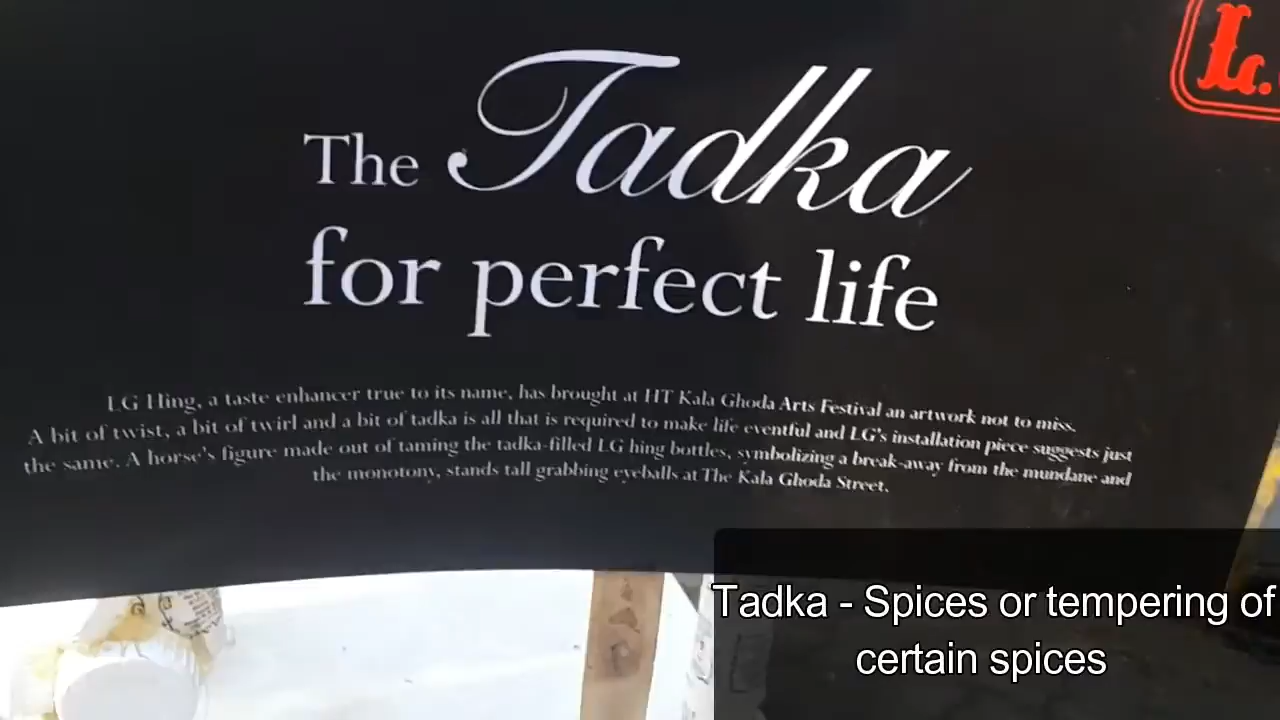 L.G.
The Tadka
for perfect life
LG Hing, a taste enhancer true to its name, has brought at HT Kala Ghoda Arts Festival an artwork not to miss.
A bit of twist, a bit of twirl and a bit of tadka is all that is required to make life eventful and LG's installation piece suggests just
the same. A horse's figure made out of taming the tadka-filled LG hing bottles, symbolizing a break-away from the mundane and
the monotony, stands tall grabbing eyeballs at The Kala Ghoda Street.
Tadka - Spices or tempering of
certain spices